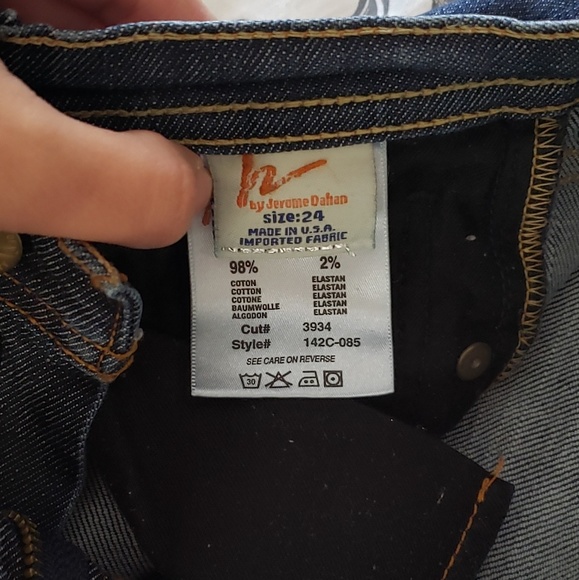 by Jerome Dahan
size:24
MADE IN U.S.A.
IMPORTED FABRIC
98% 2%
COTON ELASTAN
COTTON ELASTAN
COTONE ELASTAN
BAUMWOLLE ELASTAN
ALGODON ELASTAN
Cut# 3934
Style# 142C-085
SEE CARE ON REVERSE
30